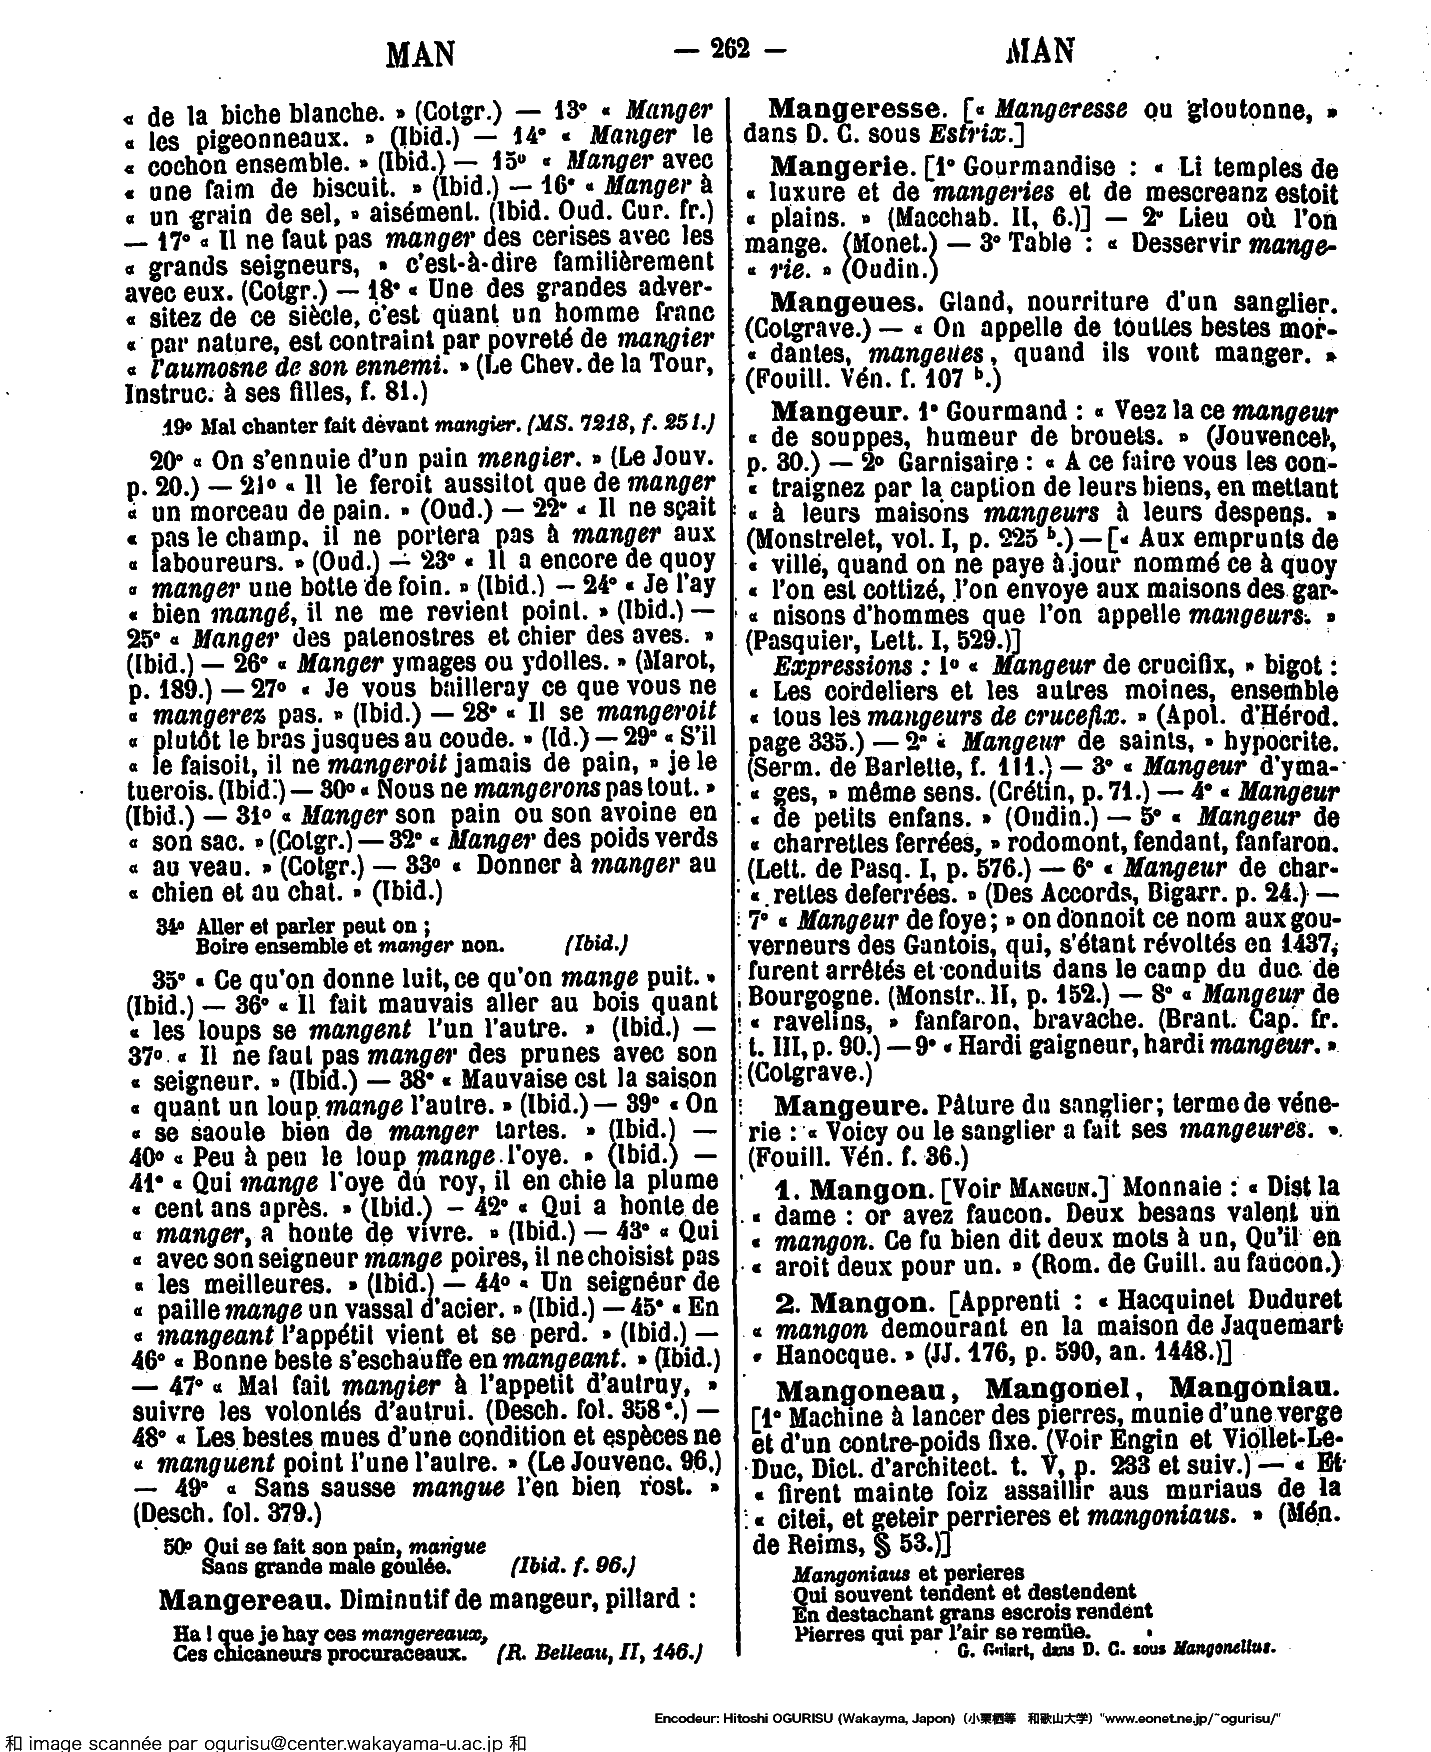 MAN
— 262 —
MAN
« de la biche blanche. » (Cotgr.) — 13° « Manger
« les pigeonneaux. » (Ibid.) — 14° « Manger le
« cochon ensemble. » (Ibid.) — 15° « Manger avec
« une faim de biscuit. » (Ibid.) — 16° « Manger à
« un grain de sel, » aisément. (Ibid. Oud. Cur. fr.)
— 17° « Il ne faut pas manger des cerises avec les
« grands seigneurs, » c'est-à-dire familièrement
avec eux. (Cotgr.) — 18° « Une des grandes adver-
« sitez de ce siècle, c'est quant un homme franc
« par nature, est contraint par povreté de mangier
« l'aumosne de son ennemi. » (Le Chev. de la Tour,
Instruc. à ses filles, f. 81.)
19° Mal chanter fait devant mangier. (MS. 7218, f. 251.)
20° « On s'ennuie d'un pain mengier. » (Le Jouv.
p. 20.) — 21° « Il le feroit aussitot que de manger
« un morceau de pain. » (Oud.) — 22° « Il ne sçait
« pas le champ, il ne portera pas à manger aux
« laboureurs. » (Oud.) — 23° « Il a encore de quoy
« manger une botte de foin. » (Ibid.) — 24° « Je l'ay
« bien mangé, il ne me revient point. » (Ibid.) —
25° « Manger des patenostres et chier des aves. »
(Ibid.) — 26° « Manger ymages ou ydolles. » (Marot,
p. 189.) — 27° « Je vous bailleray ce que vous ne
« mangerez pas. » (Ibid.) — 28° « Il se mangeroit
« plutôt le bras jusques au coude. » (Id.) — 29° « S'il
« le faisoit, il ne mangeroit jamais de pain, » je le
tuerois. (Ibid.) — 30° « Nous ne mangerons pas tout. »
(Ibid.) — 31° « Manger son pain ou son avoine en
« son sac. » (Cotgr.) — 32° « Manger des poids verds
« au veau. » (Cotgr.) — 33° « Donner à manger au
« chien et au chat. » (Ibid.)
34° Aller et parler peut on ;
Boire ensemble et manger non. (Ibid.)
35° « Ce qu'on donne luit, ce qu'on mange puit. »
(Ibid.) — 36° « Il fait mauvais aller au bois quant
« les loups se mangent l'un l'autre. » (Ibid.) —
37° « Il ne faut pas manger des prunes avec son
« seigneur. » (Ibid.) — 38° « Mauvaise est la saison
« quant un loup mange l'autre. » (Ibid.) — 39° « On
« se saoule bien de manger tartes. » (Ibid.) —
40° « Peu à peu le loup mange l'oye. » (Ibid.) —
41° « Qui mange l'oye du roy, il en chie la plume
« cent ans après. » (Ibid.) — 42° « Qui a honte de
« manger, a honte de vivre. » (Ibid.) — 43° « Qui
« avec son seigneur mange poires, il ne choisist pas
« les meilleures. » (Ibid.) — 44° « Un seigneur de
« paille mange un vassal d'acier. » (Ibid.) — 45° « En
« mangeant l'appétit vient et se perd. » (Ibid.) —
46° « Bonne beste s'eschauffe en mangeant. » (Ibid.)
— 47° « Mal fait mangier à l'appetit d'autruy, »
suivre les volontés d'autrui. (Desch. fol. 358 ª.) —
48° « Les bestes mues d'une condition et espèces ne
« manguent point l'une l'autre. » (Le Jouvenc. 96.)
— 49° « Sans sausse mangue l'en bien rost. »
(Desch. fol. 379.)
50° Qui se fait son pain, mangue
Sans grande male goulée. (Ibid. f. 96.)
Mangereau. Diminutif de mangeur, pillard :
Ha ! que je hay ces mangereaux,
Ces chicaneurs procuraceaux. (R. Belleau, II, 146.)
Mangeresse. [« Mangeresse ou gloutonne, »
dans D. C. sous Estrix.]
Mangerie. [1° Gourmandise : « Li temples de
« luxure et de mangeries et de mescreanz estoit
« plains. » (Macchab. II, 6.)] — 2° Lieu où l'on
mange. (Monet.) — 3° Table : « Desservir mange-
« rie. » (Oudin.)
Mangeues. Gland, nourriture d'un sanglier.
(Cotgrave.) — « On appelle de touttes bestes mor-
« dantes, mangeues, quand ils vont manger. »
(Fouill. Vén. f. 107 b.)
Mangeur. 1° Gourmand : « Veez la ce mangeur
« de souppes, humeur de brouets. » (Jouvencel,
p. 30.) — 2° Garnisaire : « A ce faire vous les con-
« traignez par la caption de leurs biens, en mettant
« à leurs maisons mangeurs à leurs despens. »
(Monstrelet, vol. I, p. 225 b.) — [« Aux emprunts de
« ville, quand on ne paye à jour nommé ce à quoy
« l'on est cottizé, l'on envoye aux maisons des gar-
« nisons d'hommes que l'on appelle mangeurs. »
(Pasquier, Lett. I, 529.)]
Expressions : 1° « Mangeur de crucifix, » bigot :
« Les cordeliers et les autres moines, ensemble
« tous les mangeurs de crucefix. » (Apol. d'Hérod.
page 335.) — 2° « Mangeur de saints, » hypocrite.
(Serm. de Barlette, f. 111.) — 3° « Mangeur d'yma-
« ges, » même sens. (Crétin, p. 71.) — 4° « Mangeur
« de petits enfans. » (Oudin.) — 5° « Mangeur de
« charrettes ferrées, » rodomont, fendant, fanfaron.
(Lett. de Pasq. I, p. 576.) — 6° « Mangeur de char-
« rettes deferrées. » (Des Accords, Bigarr. p. 24.) —
7° « Mangeur de foye ; » on donnoit ce nom aux gou-
verneurs des Gantois, qui, s'étant révoltés en 1437,
furent arrêtés et conduits dans le camp du duc de
Bourgogne. (Monstr. II, p. 152.) — 8° « Mangeur de
« ravelins, » fanfaron, bravache. (Brant. Cap. fr.
t. III, p. 90.) — 9° « Hardi gaigneur, hardi mangeur. »
(Cotgrave.)
Mangeure. Pâture du sanglier ; terme de véne-
rie : « Voicy ou le sanglier a fait ses mangeures. »
(Fouill. Vén. f. 36.)
1. Mangon. [Voir MANGUN.] Monnaie : « Dist la
« dame : or avez faucon. Deux besans valent un
« mangon. Ce fu bien dit deux mots à un, Qu'il en
« aroit deux pour un. » (Rom. de Guill. au faucon.)
2. Mangon. [Apprenti : « Hacquinet Duduret
« mangon demourant en la maison de Jaquemart
« Hanocque. » (JJ. 176, p. 590, an. 1448.)]
Mangoneau, Mangonel, Mangoniau.
[1° Machine à lancer des pierres, munie d'une verge
et d'un contre-poids fixe. (Voir Engin et Viollet-Le-
Duc, Dict. d'architect. t. V, p. 233 et suiv.) — « Et
« firent mainte foiz assaillir aus muriaus de la
« citei, et geteir perrieres et mangoniaus. » (Mén.
de Reims, § 53.)]
Mangoniaus et perieres
Qui souvent tendent et destendent
En destachant grans escrois rendent
Pierres qui par l'air se remüe.
G. Guiart, dans D. C. sous Mangonellus.
Encodeur: Hitoshi OGURISU (Wakayma, Japon) (小栗栖等 和歌山大学) "www.eonet.ne.jp/~ogurisu/"
和 image scannée par ogurisu@center.wakayama-u.ac.jp 和